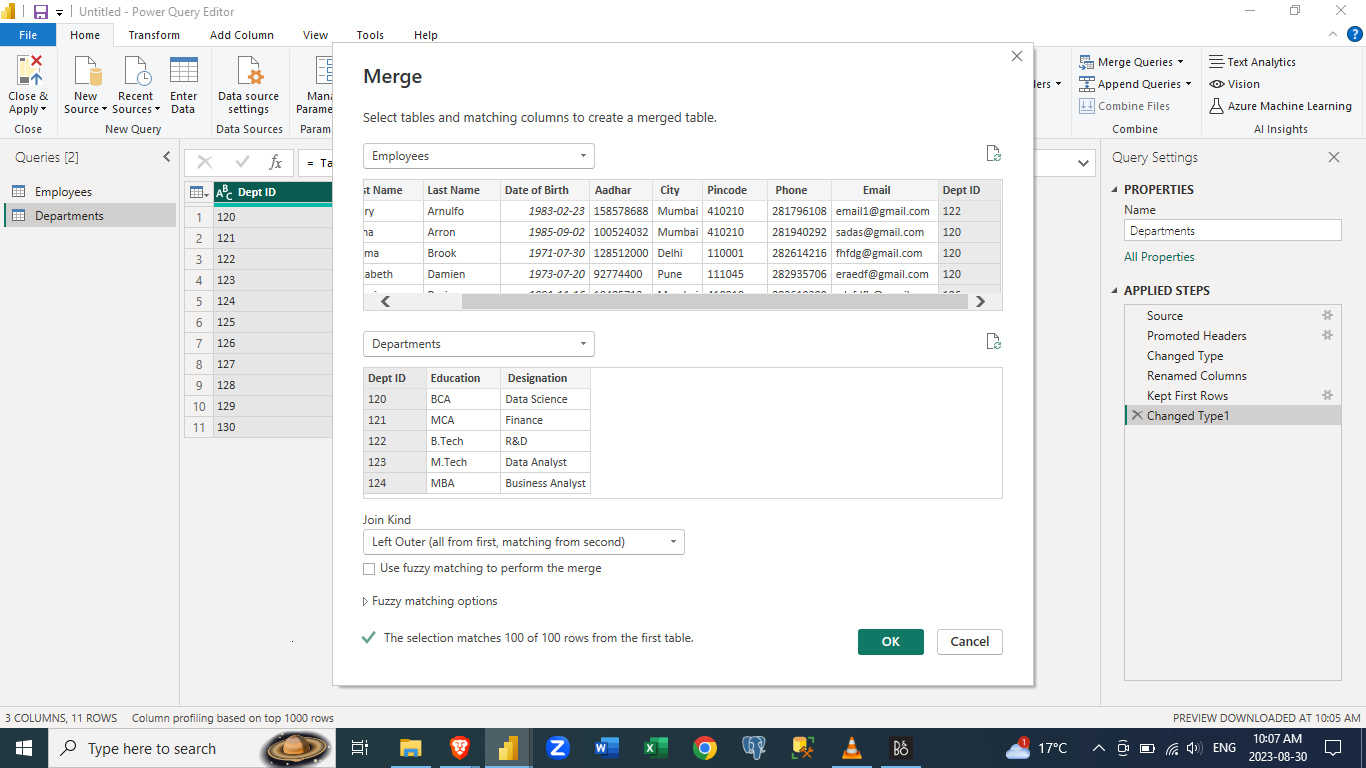 Untitled - Power Query Editor
File Home Transform Add Column View Tools Help
Close & Apply
New Source
Recent Sources
Enter Data
Data source settings
Close
New Query
Data Sources
Merge Queries
Append Queries
Combine Files
Combine
Text Analytics
Vision
Azure Machine Learning
AI Insights
Queries [2]
Employees
Departments
fx
Dept ID
1 120
2 121
3 122
4 123
5 124
6 125
7 126
8 127
9 128
10 129
11 130
Merge
Select tables and matching columns to create a merged table.
Employees
st Name Last Name Date of Birth Aadhar City Pincode Phone Email Dept ID
ry Arnulfo 1983-02-23 158578688 Mumbai 410210 281796108 email1@gmail.com 122
na Arron 1985-09-02 100524032 Mumbai 410210 281940292 sadas@gmail.com 120
ma Brook 1971-07-30 128512000 Delhi 110001 282614216 fhfdg@gmail.com 120
abeth Damien 1973-07-20 92774400 Pune 111045 282935706 eraedf@gmail.com 120
Departments
Dept ID Education Designation
120 BCA Data Science
121 MCA Finance
122 B.Tech R&D
123 M.Tech Data Analyst
124 MBA Business Analyst
Join Kind
Left Outer (all from first, matching from second)
Use fuzzy matching to perform the merge
Fuzzy matching options
The selection matches 100 of 100 rows from the first table.
OK Cancel
Query Settings
PROPERTIES
Name
Departments
All Properties
APPLIED STEPS
Source
Promoted Headers
Changed Type
Renamed Columns
Kept First Rows
Changed Type1
3 COLUMNS, 11 ROWS Column profiling based on top 1000 rows
PREVIEW DOWNLOADED AT 10:05 AM
Type here to search
17°C
ENG
10:07 AM
2023-08-30